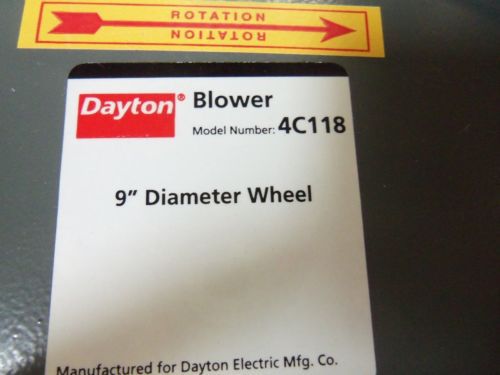 ROTATION
ROTATION
Dayton® Blower
Model Number: 4C118
9” Diameter Wheel
Manufactured for Dayton Electric Mfg. Co.